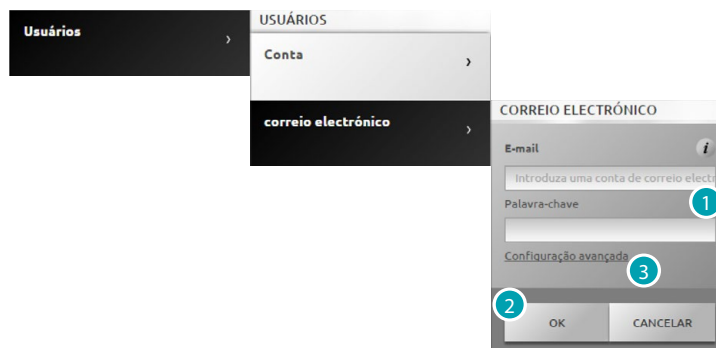 Usuários
USUÁRIOS
Conta
correio electrónico
CORREIO ELECTRÓNICO
E-mail
i
Introduza uma conta de correio electr
1
Palavra-chave
Configuração avançada
3
2
OK
CANCELAR